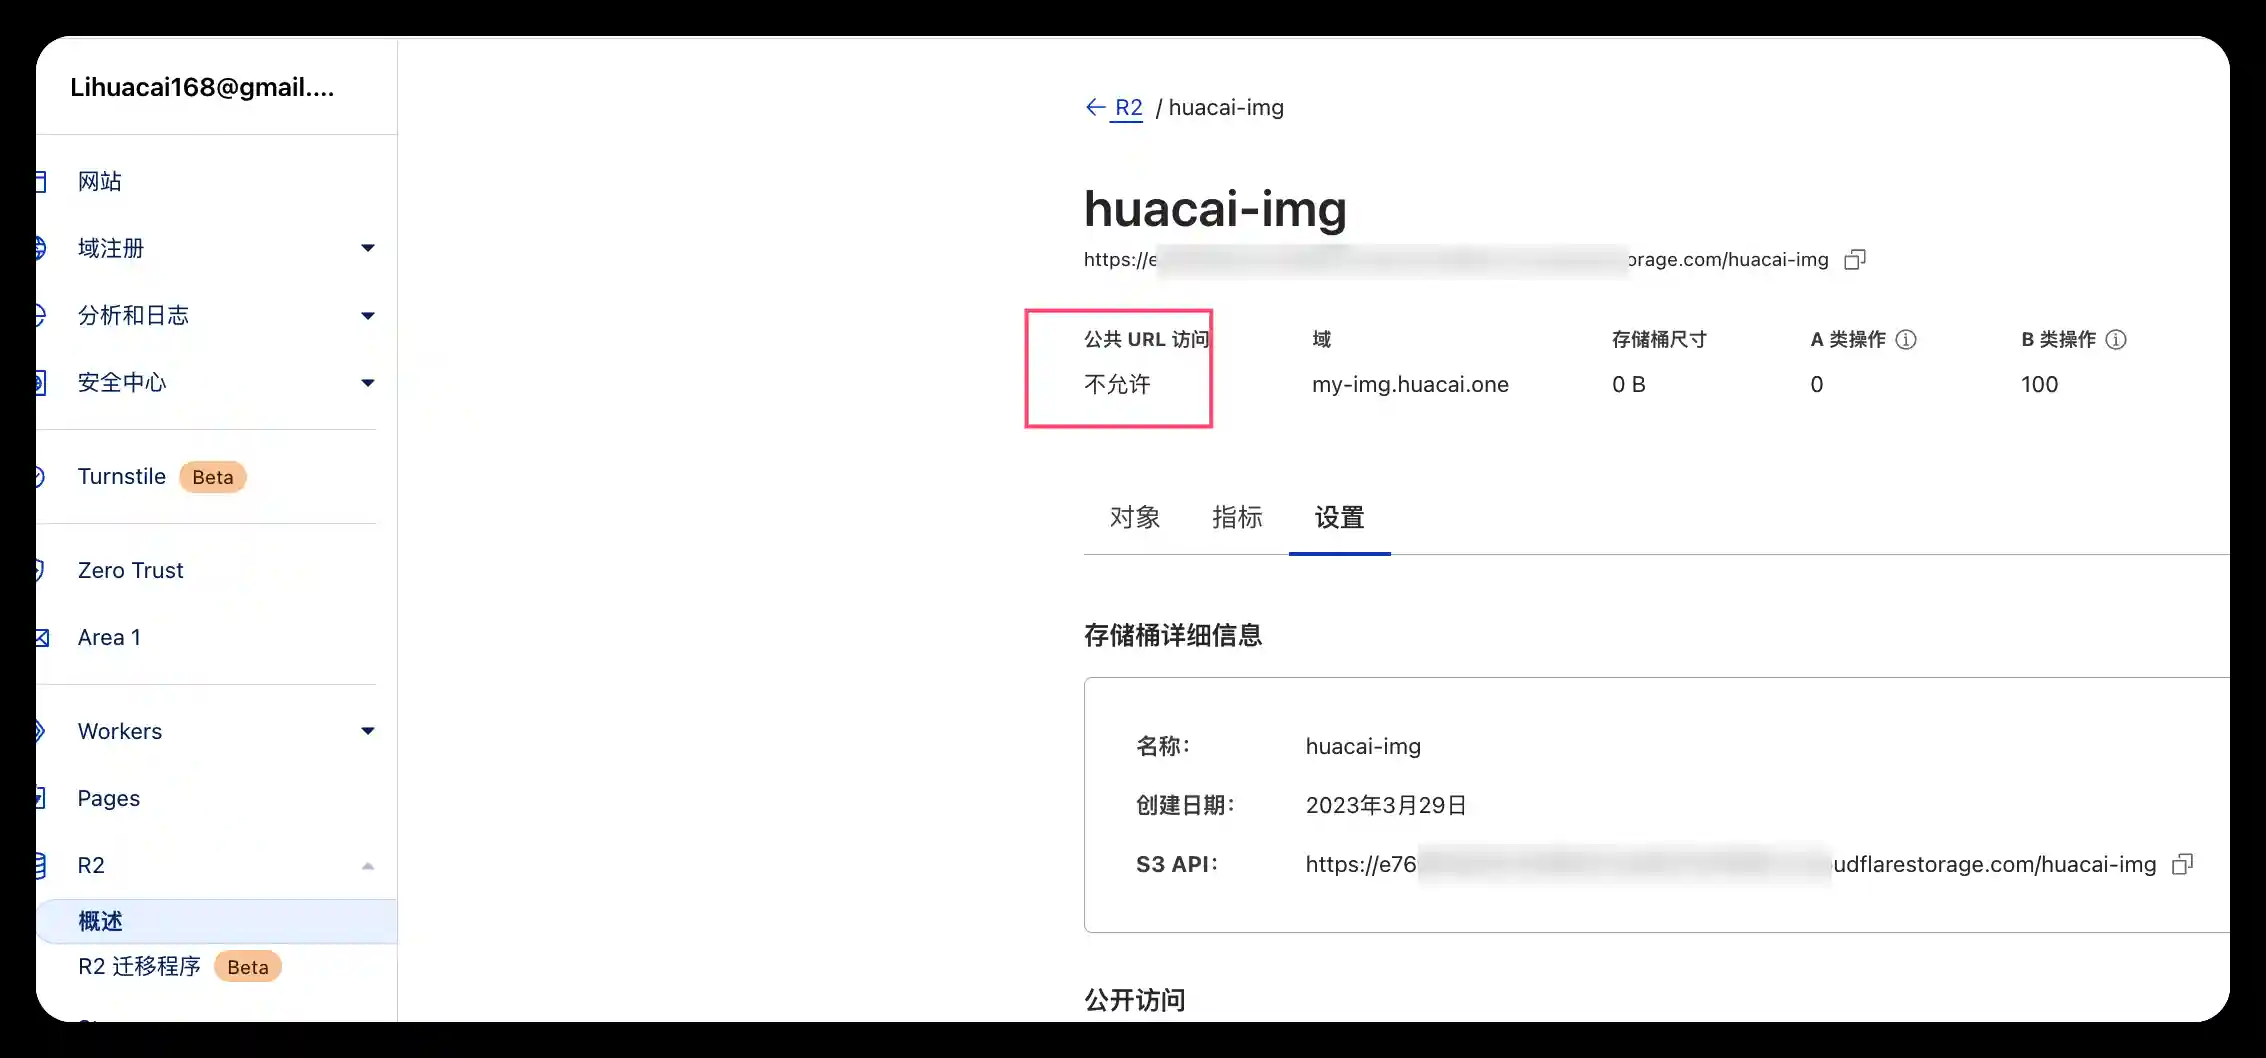 Lihuacai168@gmail....
网站
域注册
分析和日志
安全中心
Turnstile Beta
Zero Trust
Area 1
Workers
Pages
R2
概述
R2 迁移程序 Beta
← R2 / huacai-img
huacai-img
https://e orage.com/huacai-img
公共 URL 访问 域 存储桶尺寸 A 类操作 B 类操作
不允许 my-img.huacai.one 0 B 0 100
对象 指标 设置
存储桶详细信息
名称： huacai-img
创建日期： 2023年3月29日
S3 API： https://e76 udflarestorage.com/huacai-img
公开访问